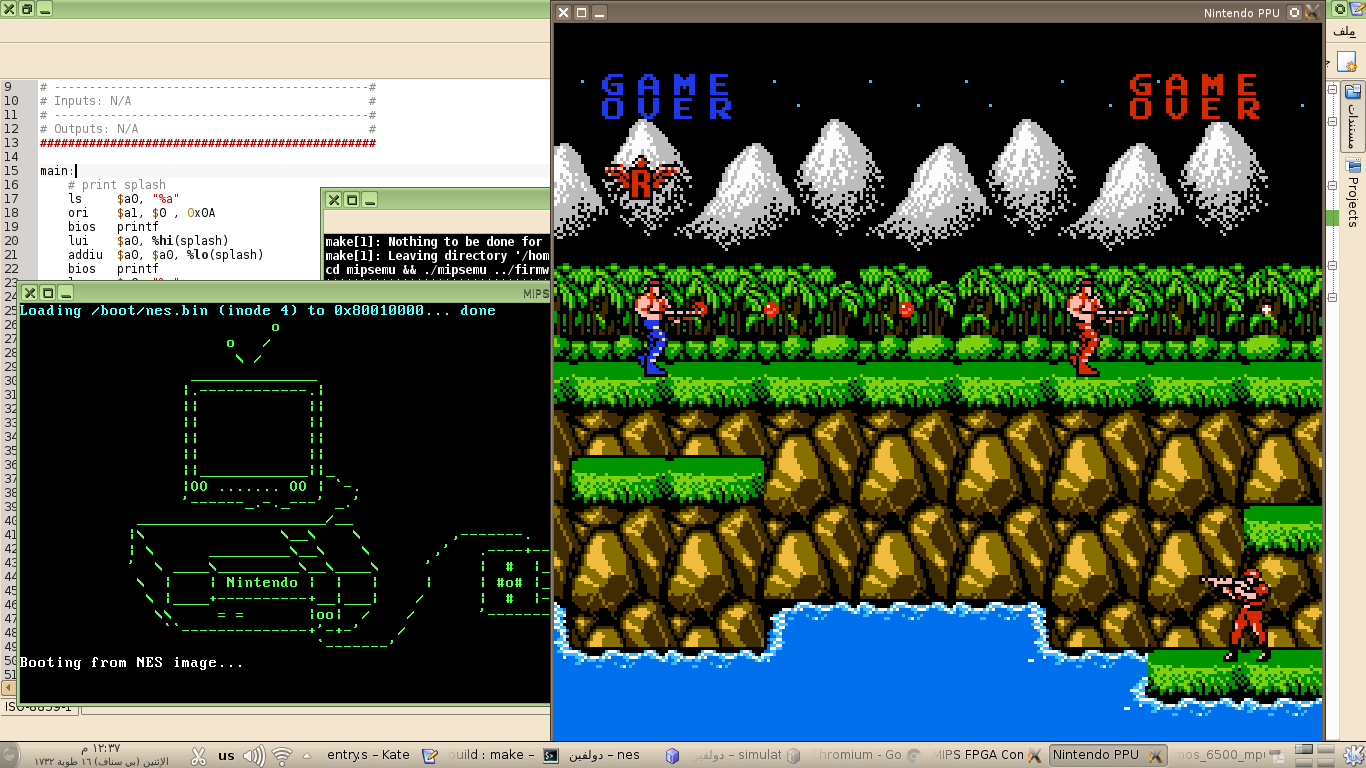 Nintendo PPU
ملف
GAME
OVER
GAME
OVER
R
مستندات
Projects
9 # -----------------------------------------#
10 # Inputs: N/A #
11 # -----------------------------------------#
12 # Outputs: N/A #
13 ###########################################
14
15 main:
16 # print splash
17 ls $a0, "%a"
18 ori $a1, $0 , 0x0A
19 bios printf
20 lui $a0, %hi(splash)
21 addiu $a0, $a0, %lo(splash)
22 bios printf
make[1]: Nothing to be done for
make[1]: Leaving directory '/hom
cd mipsemu && ./mipsemu ../firmw
MIPS
Loading /boot/nes.bin (inode 4) to 0x80010000... done
Nintendo
Booting from NES image...
ISO-8859-1
١٢:٣٧ م
us
entry.s – Kate
build : make –
دولفين – nes
دولفين – simulat
Chromium – Go
MIPS FPGA Con
Nintendo PPU
mos_6500_mp